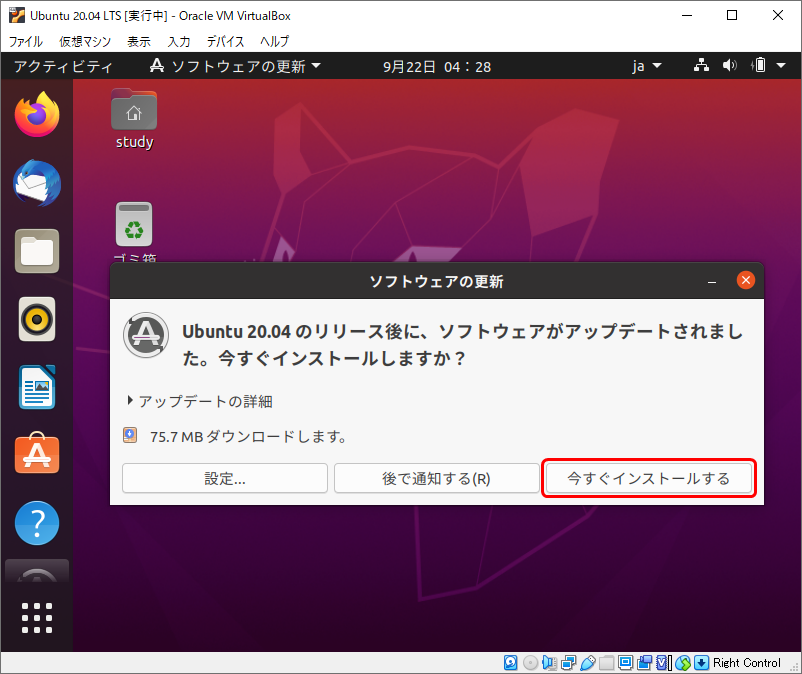 Ubuntu 20.04 LTS [実行中] - Oracle VM VirtualBox
ファイル 仮想マシン 表示 入力 デバイス ヘルプ
アクティビティ ソフトウェアの更新 9月22日 04：28 ja
study
ゴミ箱
ソフトウェアの更新
Ubuntu 20.04 のリリース後に、ソフトウェアがアップデートされまし
た。今すぐインストールしますか？
アップデートの詳細
75.7 MB ダウンロードします。
設定... 後で通知する(R) 今すぐインストールする
Right Control